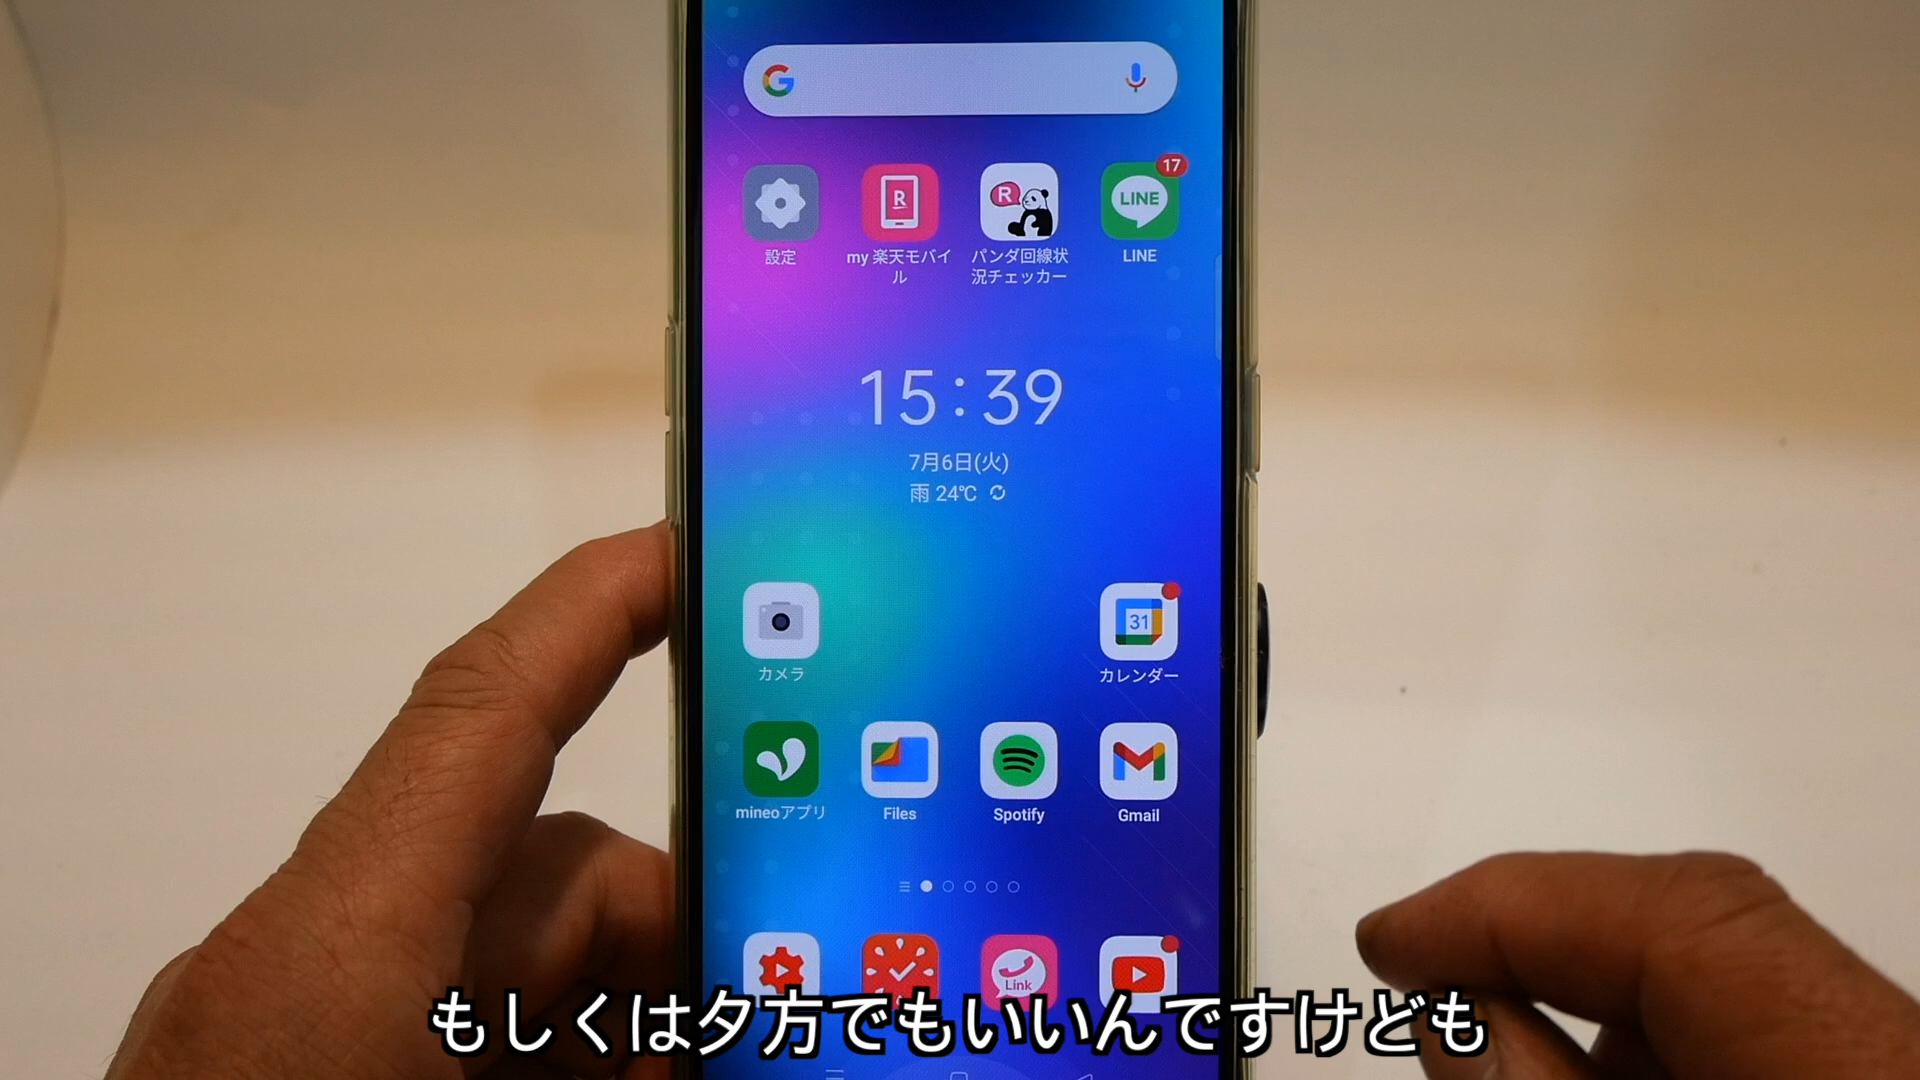 17
R
R
LINE
設定
my 楽天モバイ
ル
パンダ回線状
況チェッカー
LINE
15:39
7月6日(火)
雨 24℃
31
カメラ
カレンダー
mineoアプリ
Files
Spotify
Gmail
Link
もしくは夕方でもいいんですけども